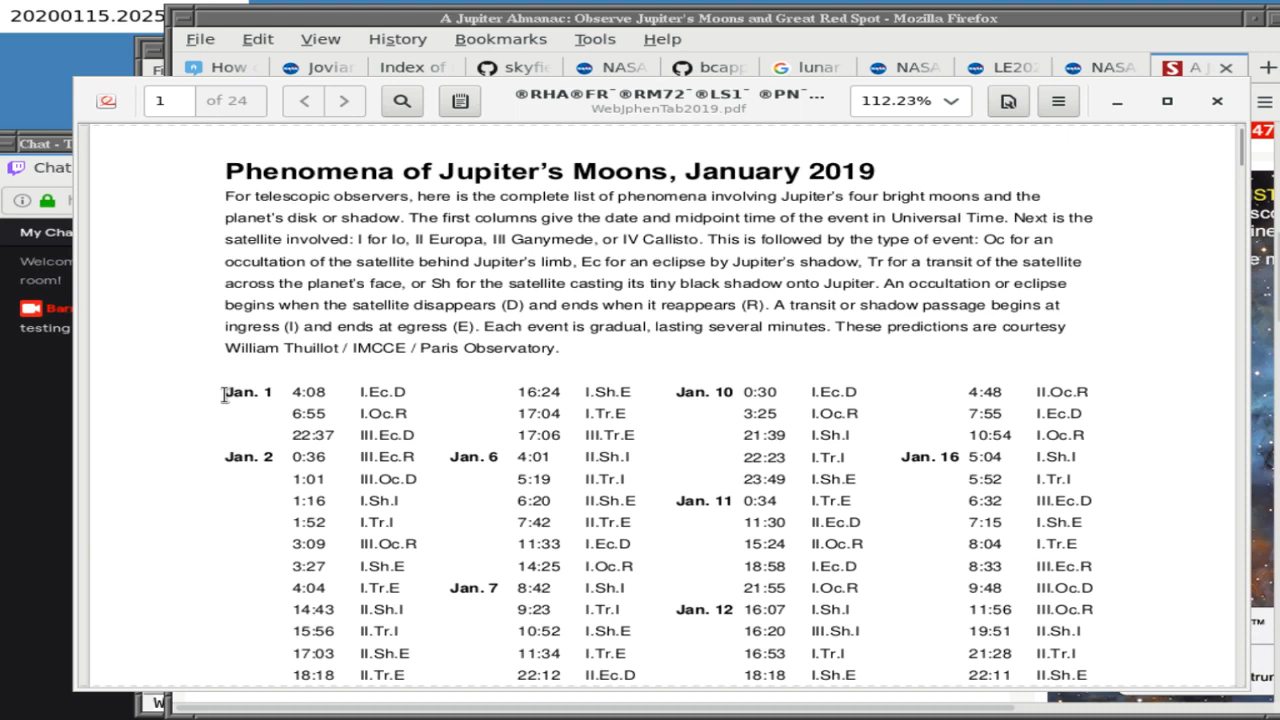 20200115.2025
A Jupiter Almanac: Observe Jupiter's Moons and Great Red Spot - Mozilla Firefox
File Edit View History Bookmarks Tools Help
How Jovia Index of skyfi NASA bcap lunar NASA LE20 NASA A J
1 of 24 ®RHA®FR¯ ®RM72¯®LS1¯ ®PN¯... 112.23%
WebJphenTab2019.pdf
Chat - T
Chat
My Cha
Welcom
room!
Bar
testing
47
Phenomena of Jupiter's Moons, January 2019
For telescopic observers, here is the complete list of phenomena involving Jupiter's four bright moons and the
planet's disk or shadow. The first columns give the date and midpoint time of the event in Universal Time. Next is the
satellite involved: I for Io, II Europa, III Ganymede, or IV Callisto. This is followed by the type of event: Oc for an
occultation of the satellite behind Jupiter's limb, Ec for an eclipse by Jupiter's shadow, Tr for a transit of the satellite
across the planet's face, or Sh for the satellite casting its tiny black shadow onto Jupiter. An occultation or eclipse
begins when the satellite disappears (D) and ends when it reappears (R). A transit or shadow passage begins at
ingress (I) and ends at egress (E). Each event is gradual, lasting several minutes. These predictions are courtesy
William Thuillot / IMCCE / Paris Observatory.
Jan. 1 4:08 I.Ec.D 16:24 I.Sh.E Jan. 10 0:30 I.Ec.D 4:48 II.Oc.R
6:55 I.Oc.R 17:04 I.Tr.E 3:25 I.Oc.R 7:55 I.Ec.D
22:37 III.Ec.D 17:06 III.Tr.E 21:39 I.Sh.I 10:54 I.Oc.R
Jan. 2 0:36 III.Ec.R Jan. 6 4:01 II.Sh.I 22:23 I.Tr.I Jan. 16 5:04 I.Sh.I
1:01 III.Oc.D 5:19 II.Tr.I 23:49 I.Sh.E 5:52 I.Tr.I
1:16 I.Sh.I 6:20 II.Sh.E Jan. 11 0:34 I.Tr.E 6:32 III.Ec.D
1:52 I.Tr.I 7:42 II.Tr.E 11:30 II.Ec.D 7:15 I.Sh.E
3:09 III.Oc.R 11:33 I.Ec.D 15:24 II.Oc.R 8:04 I.Tr.E
3:27 I.Sh.E 14:25 I.Oc.R 18:58 I.Ec.D 8:33 III.Ec.R
4:04 I.Tr.E Jan. 7 8:42 I.Sh.I 21:55 I.Oc.R 9:48 III.Oc.D
14:43 II.Sh.I 9:23 I.Tr.I Jan. 12 16:07 I.Sh.I 11:56 III.Oc.R
15:56 II.Tr.I 10:52 I.Sh.E 16:20 III.Sh.I 19:51 II.Sh.I
17:03 II.Sh.E 11:34 I.Tr.E 16:53 I.Tr.I 21:28 II.Tr.I
18:18 II.Tr.E 22:12 II.Ec.D 18:18 I.Sh.E 22:11 II.Sh.E